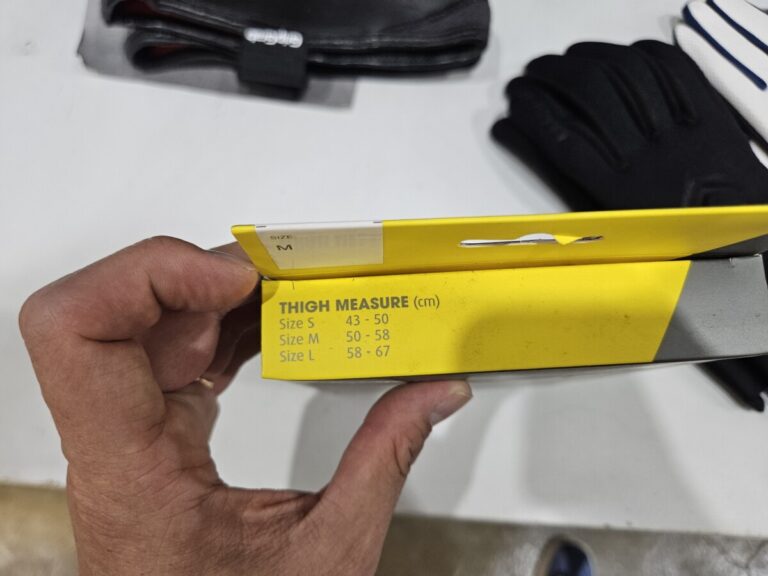 SIZE
M
THIGH MEASURE (cm)
Size S 43 - 50
Size M 50 - 58
Size L 58 - 67